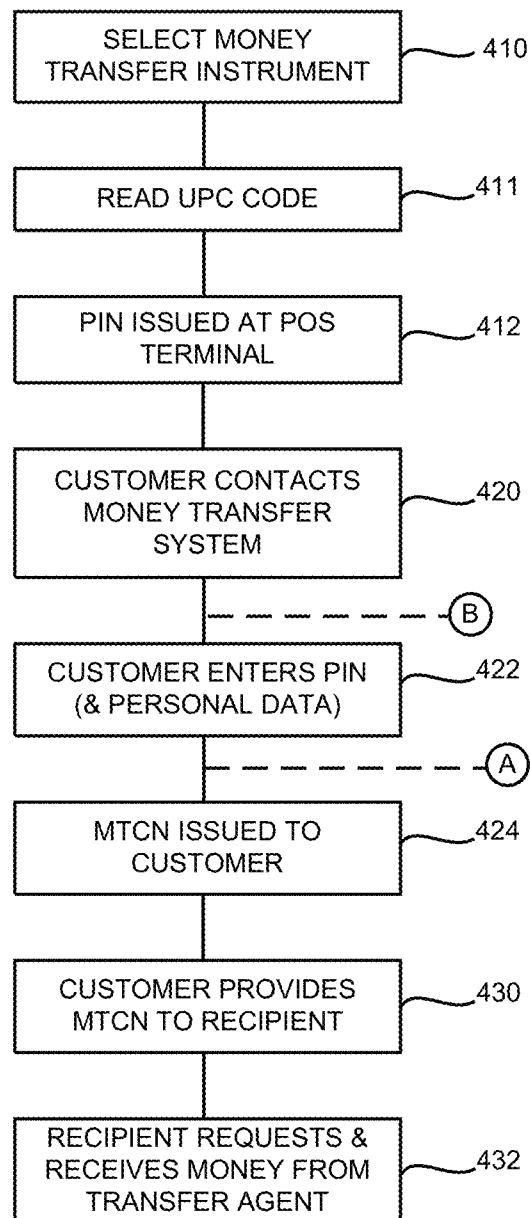 SELECT MONEY
TRANSFER INSTRUMENT
410
READ UPC CODE
411
PIN ISSUED AT POS
TERMINAL
412
CUSTOMER CONTACTS
MONEY TRANSFER
SYSTEM
420
B
CUSTOMER ENTERS PIN
(& PERSONAL DATA)
422
A
MTCN ISSUED TO
CUSTOMER
424
CUSTOMER PROVIDES
MTCN TO RECIPIENT
430
RECIPIENT REQUESTS &
RECEIVES MONEY FROM
TRANSFER AGENT
432